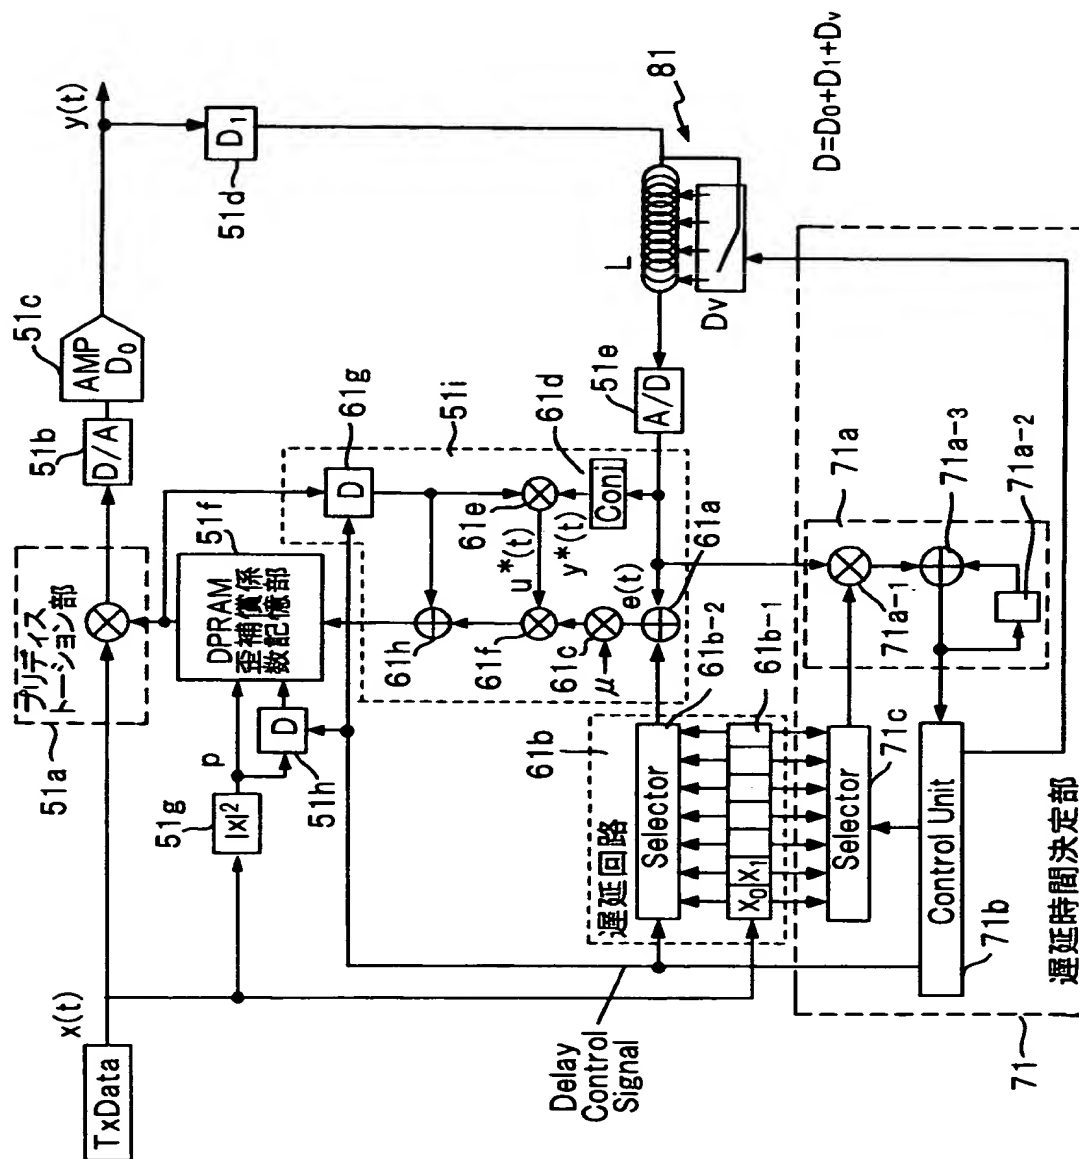 TxData
x(t)
51a
プリディス
トーション部
D/A
51b
AMP
D₀
51c
y(t)
D₁
51d
|x|²
51g
p
D
51h
DPRAM
歪補償係
数記憶部
51f
D
61g
51i
61h
61e
u*(t)
61f
y*(t)
Conj
61d
μ
61c
e(t)
61a
A/D
51e
L
Dv
81
D=D₀+D₁+Dᵥ
Delay
Control
Signal
遅延回路
61b
Selector
61b-2
X₀
X₁
61b-1
Selector
71c
Control Unit
71b
71a
71a-1
71a-3
71a-2
71
遅延時間決定部